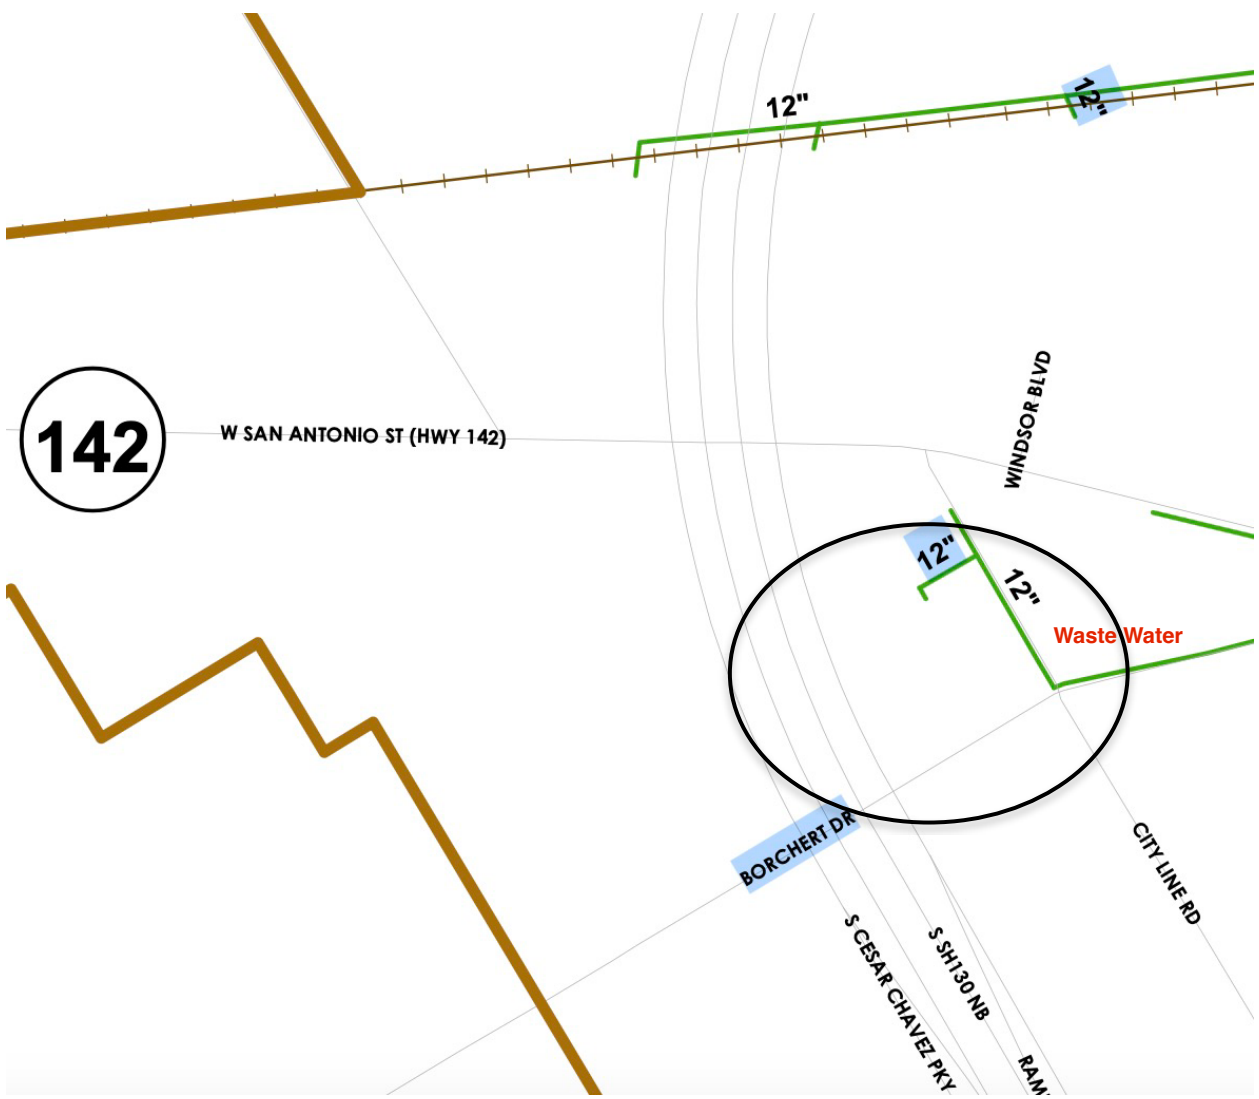 12"
12"
142
W SAN ANTONIO ST (HWY 142)
WINDSOR BLVD
12"
12"
Waste Water
BORCHERT DR
CITY LINE RD
S CESAR CHAVEZ PKY
S SH130 NB